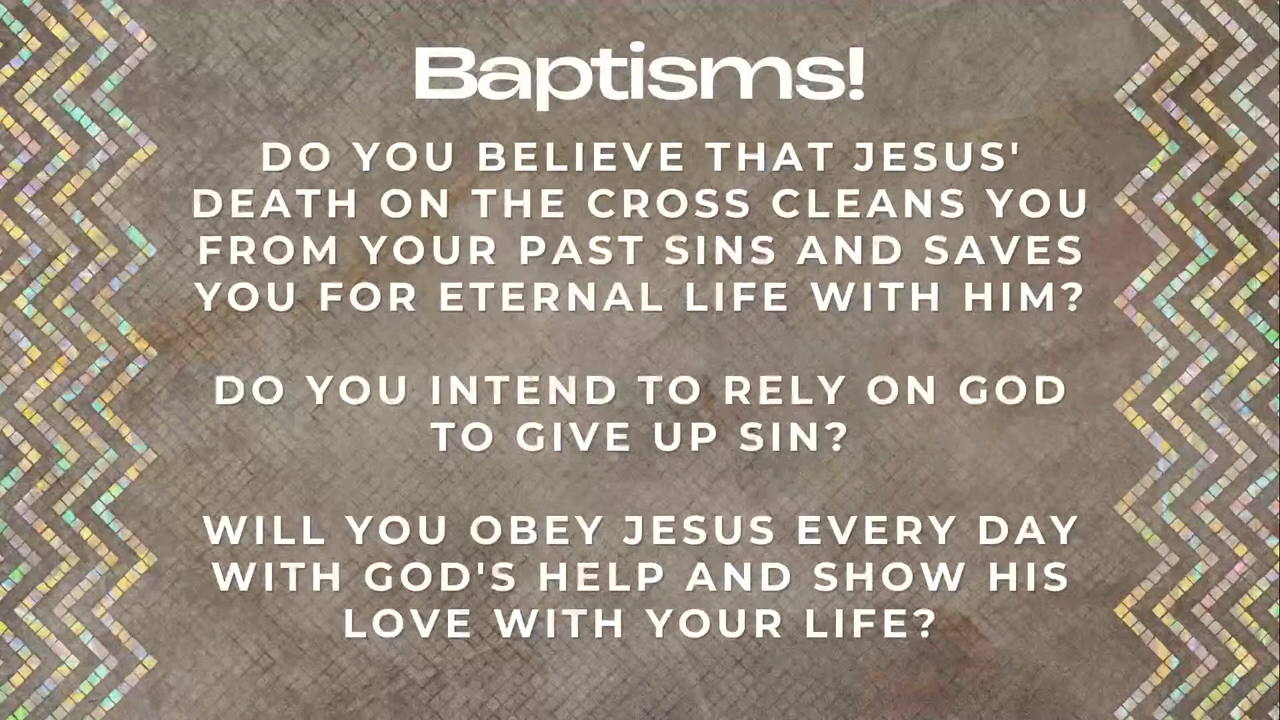 Baptisms!
DO YOU BELIEVE THAT JESUS'
DEATH ON THE CROSS CLEANS YOU
FROM YOUR PAST SINS AND SAVES
YOU FOR ETERNAL LIFE WITH HIM?
DO YOU INTEND TO RELY ON GOD
TO GIVE UP SIN?
WILL YOU OBEY JESUS EVERY DAY
WITH GOD'S HELP AND SHOW HIS
LOVE WITH YOUR LIFE?